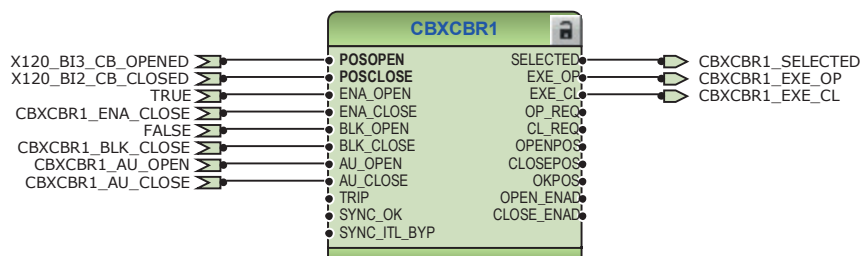 CBXCBR1
X120_BI3_CB_OPENED POSOPEN SELECTED CBXCBR1_SELECTED
X120_BI2_CB_CLOSED POSCLOSE EXE_OP CBXCBR1_EXE_OP
TRUE ENA_OPEN EXE_CL CBXCBR1_EXE_CL
CBXCBR1_ENA_CLOSE ENA_CLOSE OP_REQ
FALSE BLK_OPEN CL_REQ
CBXCBR1_BLK_CLOSE BLK_CLOSE OPENPOS
CBXCBR1_AU_OPEN AU_OPEN CLOSEPOS
CBXCBR1_AU_CLOSE AU_CLOSE OKPOS
TRIP OPEN_ENAD
SYNC_OK CLOSE_ENAD
SYNC_ITL_BYP